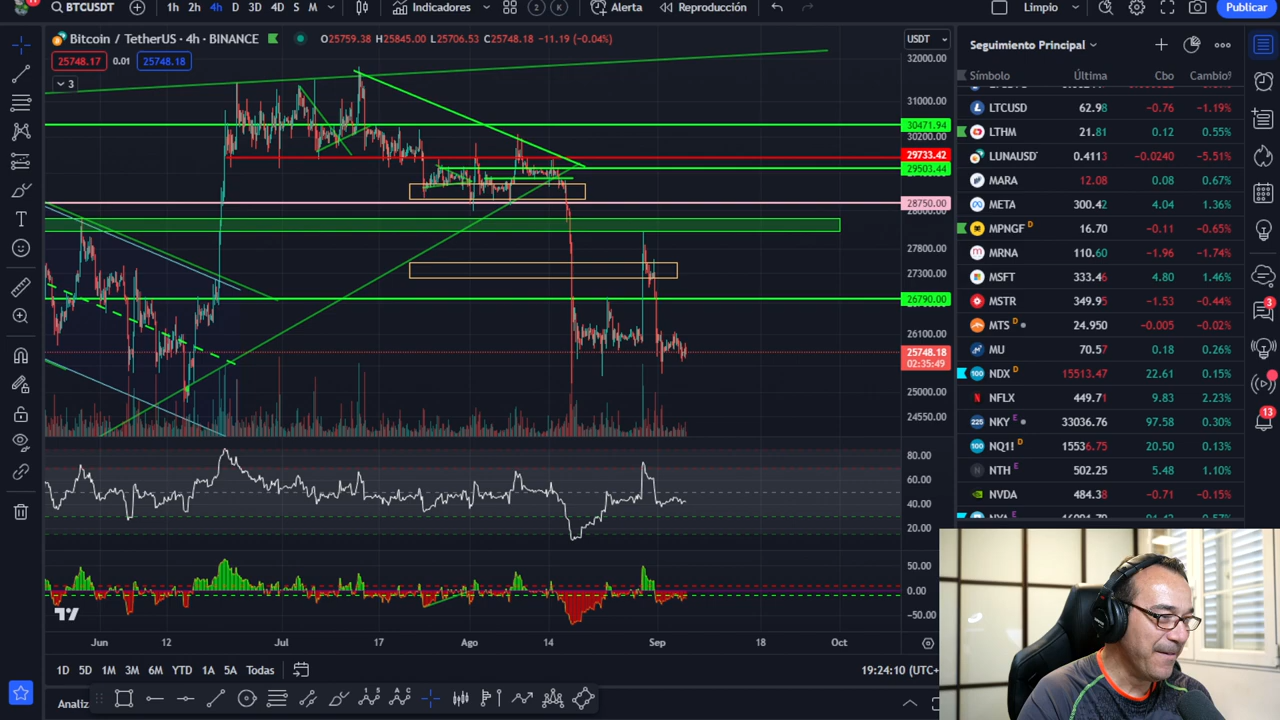 BTCUSDT 1h 2h 4h D 3D 4D S M Indicadores 2 K Alerta Reproducción Limpio Publicar
Bitcoin / TetherUS · 4h · BINANCE O25759.38 H25845.00 L25706.53 C25748.18 −11.19 (−0.04%)
25748.17 0.01 25748.18
3
USDT
32000.00
31000.00
30471.94
30200.00
29733.42
29503.44
28750.00
28000.00
27800.00
27300.00
26790.00
26100.00
25748.18
02:35:49
25000.00
24550.00
80.00
60.00
40.00
20.00
50.00
0.00
−50.00
Jun 12 Jul 17 Ago 14 Sep 18 Oct
1D 5D 1M 3M 6M YTD 1A 5A Todas
19:24:10 (UTC+
Analiz
Seguimiento Principal
Símbolo Última Cbo Cambio%
LTCUSD 62.98 −0.76 −1.19%
LTHM 21.81 0.12 0.55%
LUNAUSD 0.4113 −0.0240 −5.51%
MARA 12.08 0.08 0.67%
META 300.42 4.04 1.36%
MPNGF D 16.70 −0.11 −0.65%
MRNA 110.60 −1.96 −1.74%
MSFT 333.46 4.80 1.46%
MSTR 349.95 −1.53 −0.44%
MTS D 24.950 −0.005 −0.02%
MU 70.57 0.18 0.26%
NDX D 15513.47 22.61 0.15%
NFLX 449.71 9.83 2.23%
NKY E 33036.76 97.58 0.30%
NQ1! D 15536.75 20.50 0.13%
NTH E 502.25 5.48 1.10%
NVDA 484.38 −0.71 −0.15%
3
13